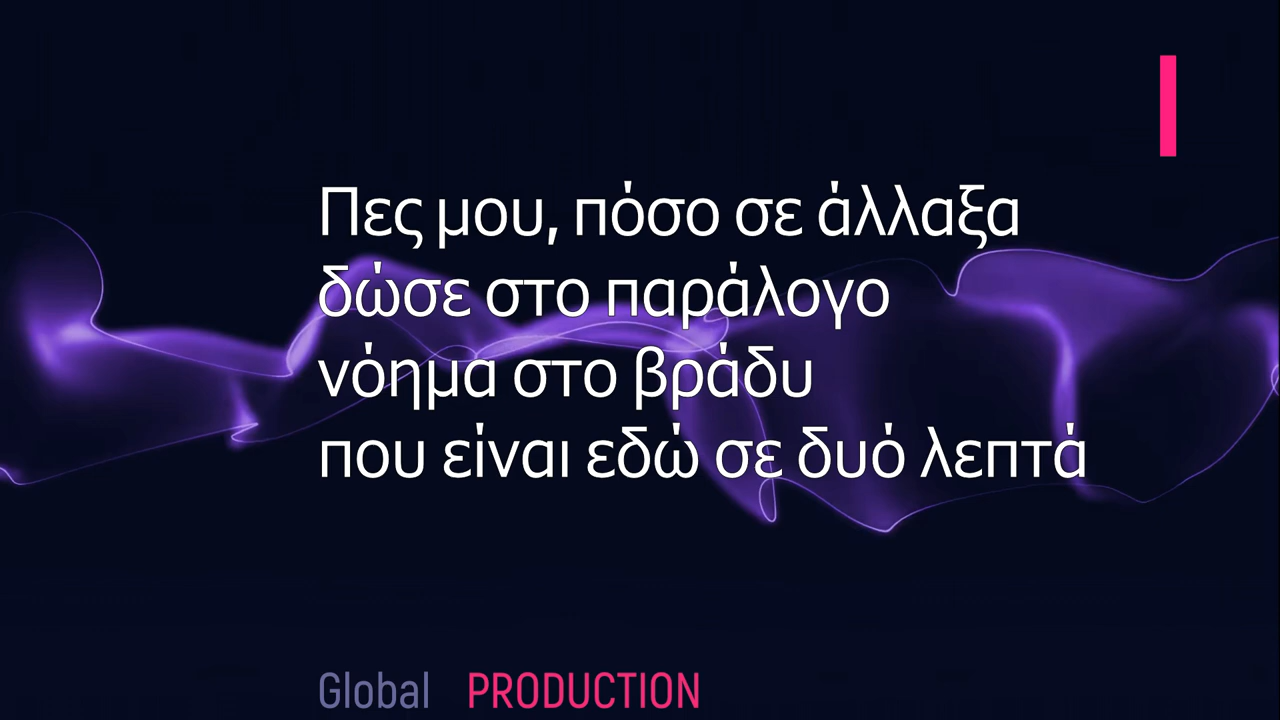 Πες μου, πόσο σε άλλαξα
δώσε στο παράλογο
νόημα στο βράδυ
που είναι εδώ σε δυό λεπτά
Global PRODUCTION